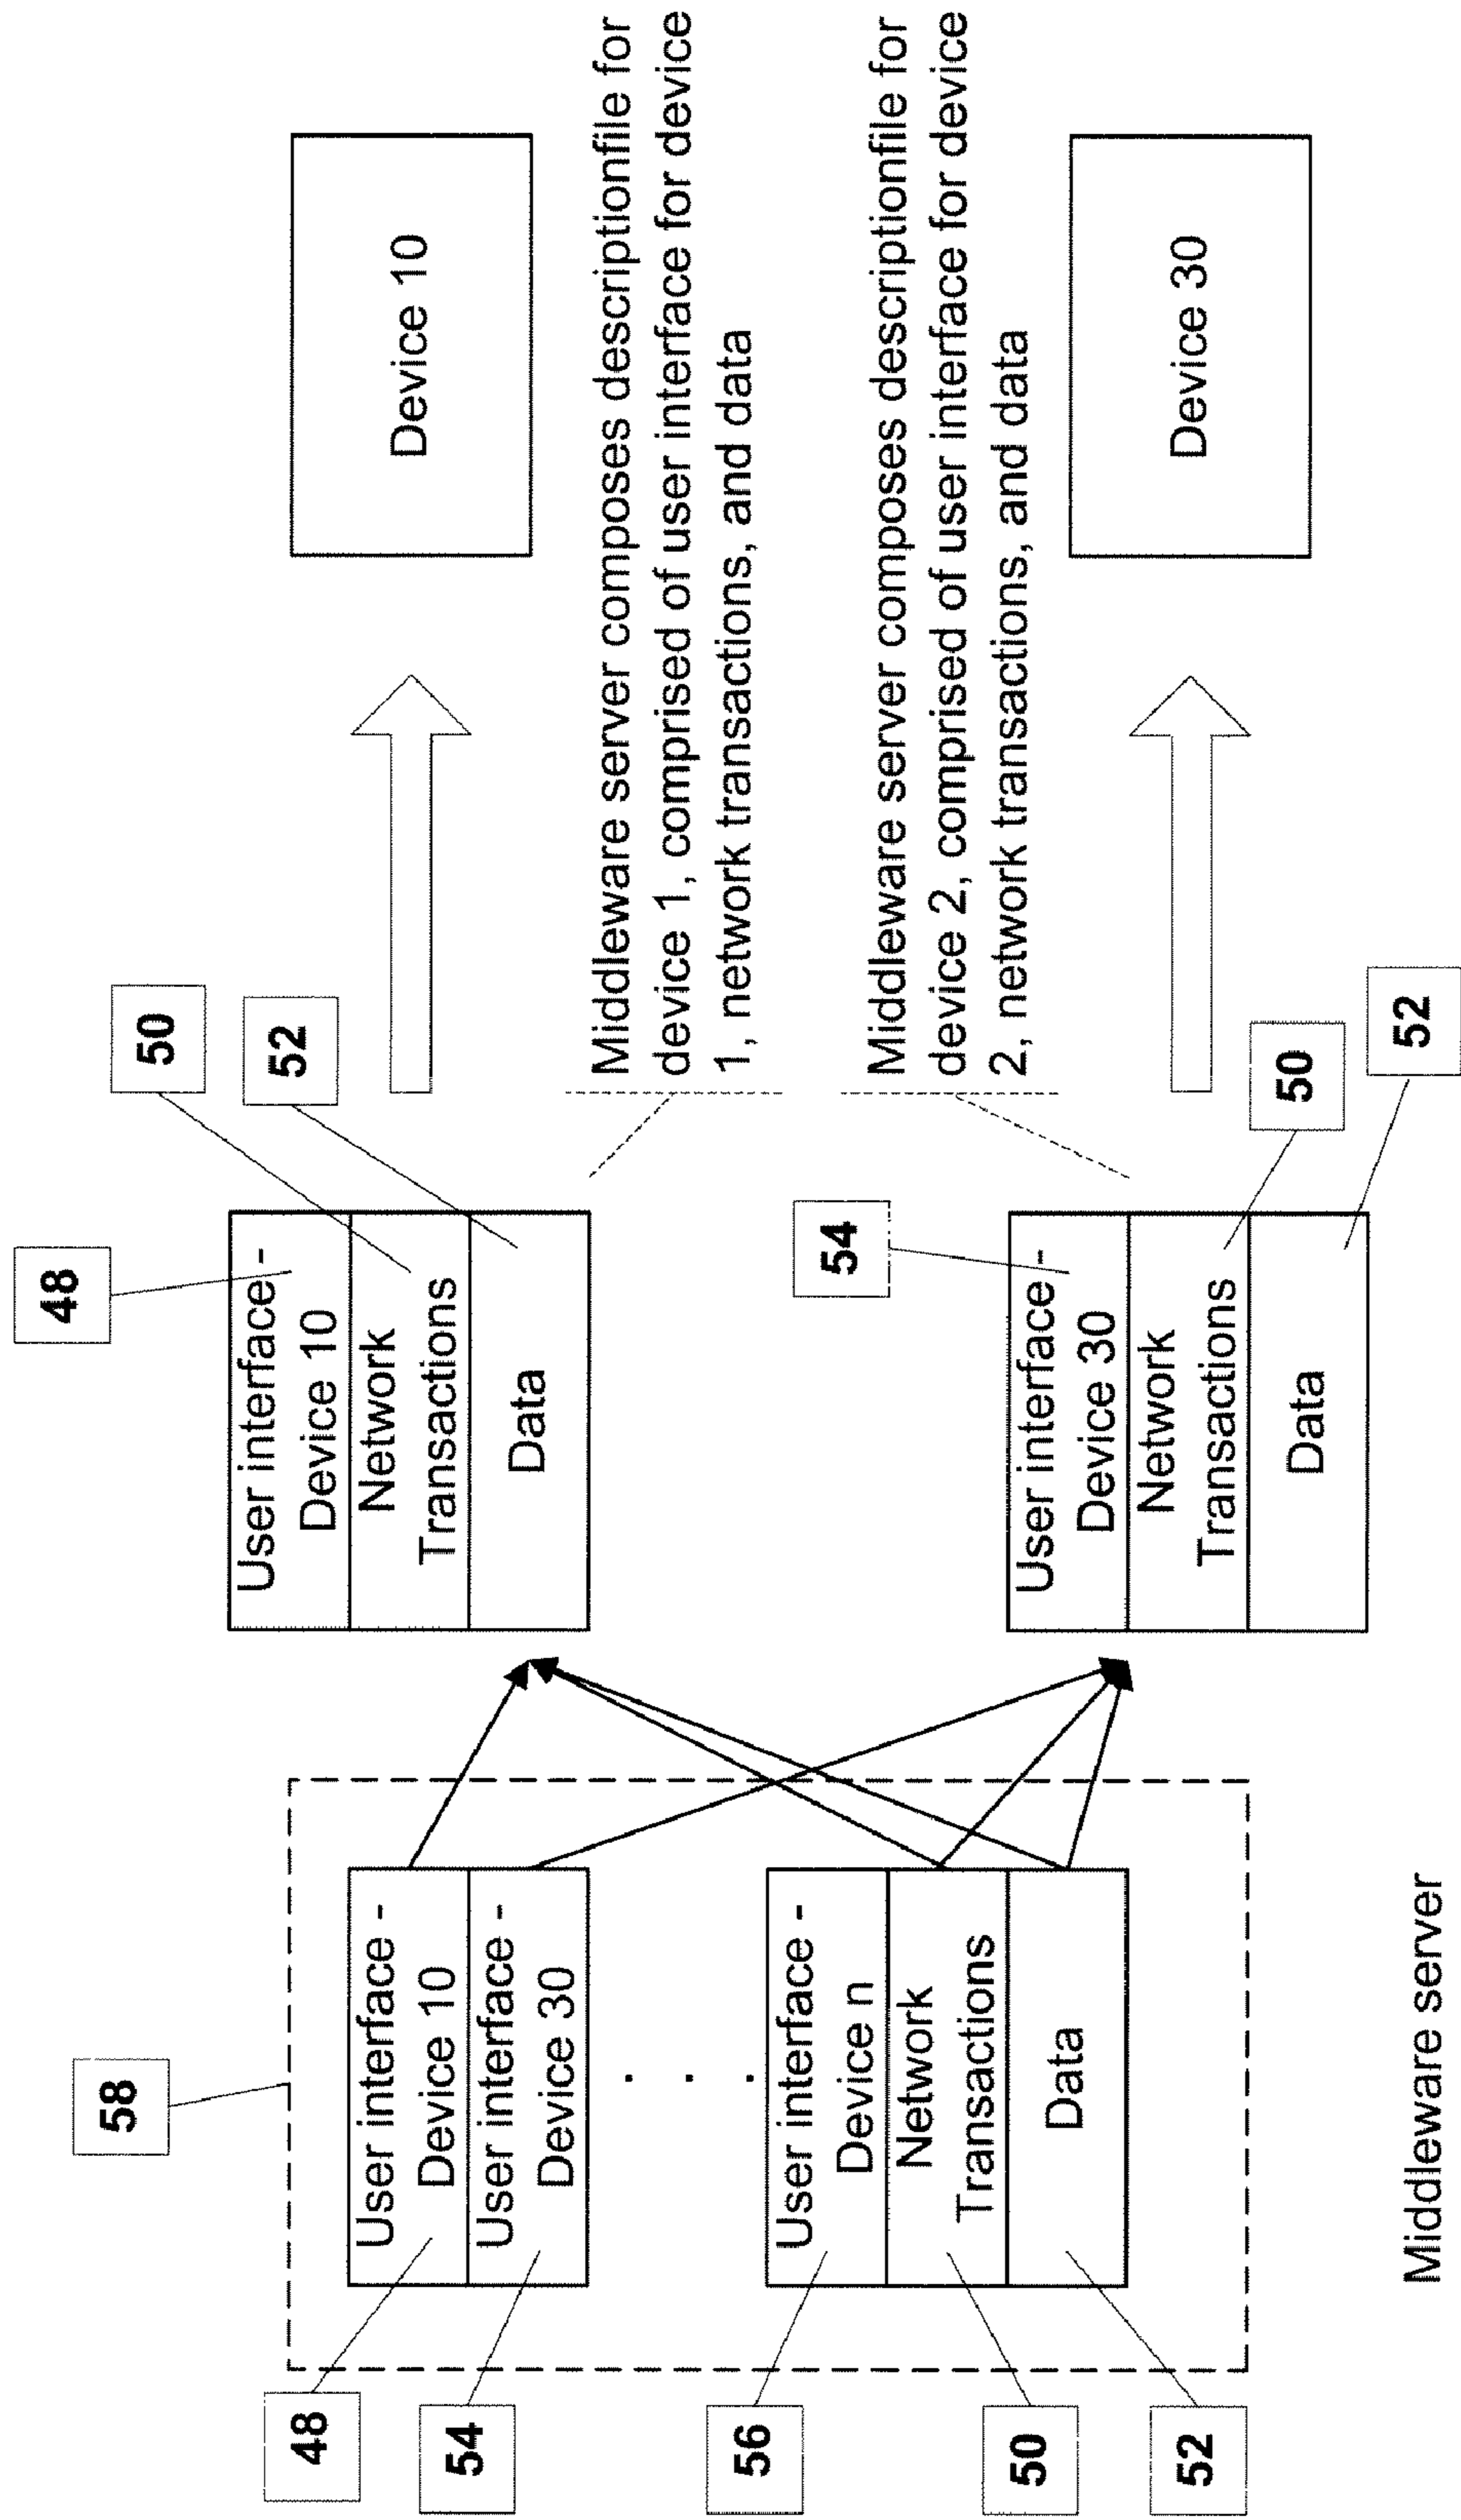 58
48
54
56
50
52
User interface -
Device 10
User interface -
Device 30
. . .
User interface -
Device n
Network
Transactions
Data
Middleware server
48
50
52
User interface -
Device 10
Network
Transactions
Data
54
50
52
User interface -
Device 30
Network
Transactions
Data
Device 10
Middleware server composes descriptionfile for
device 1, comprised of user interface for device
1, network transactions, and data
Middleware server composes descriptionfile for
device 2, comprised of user interface for device
2, network transactions, and data
Device 30